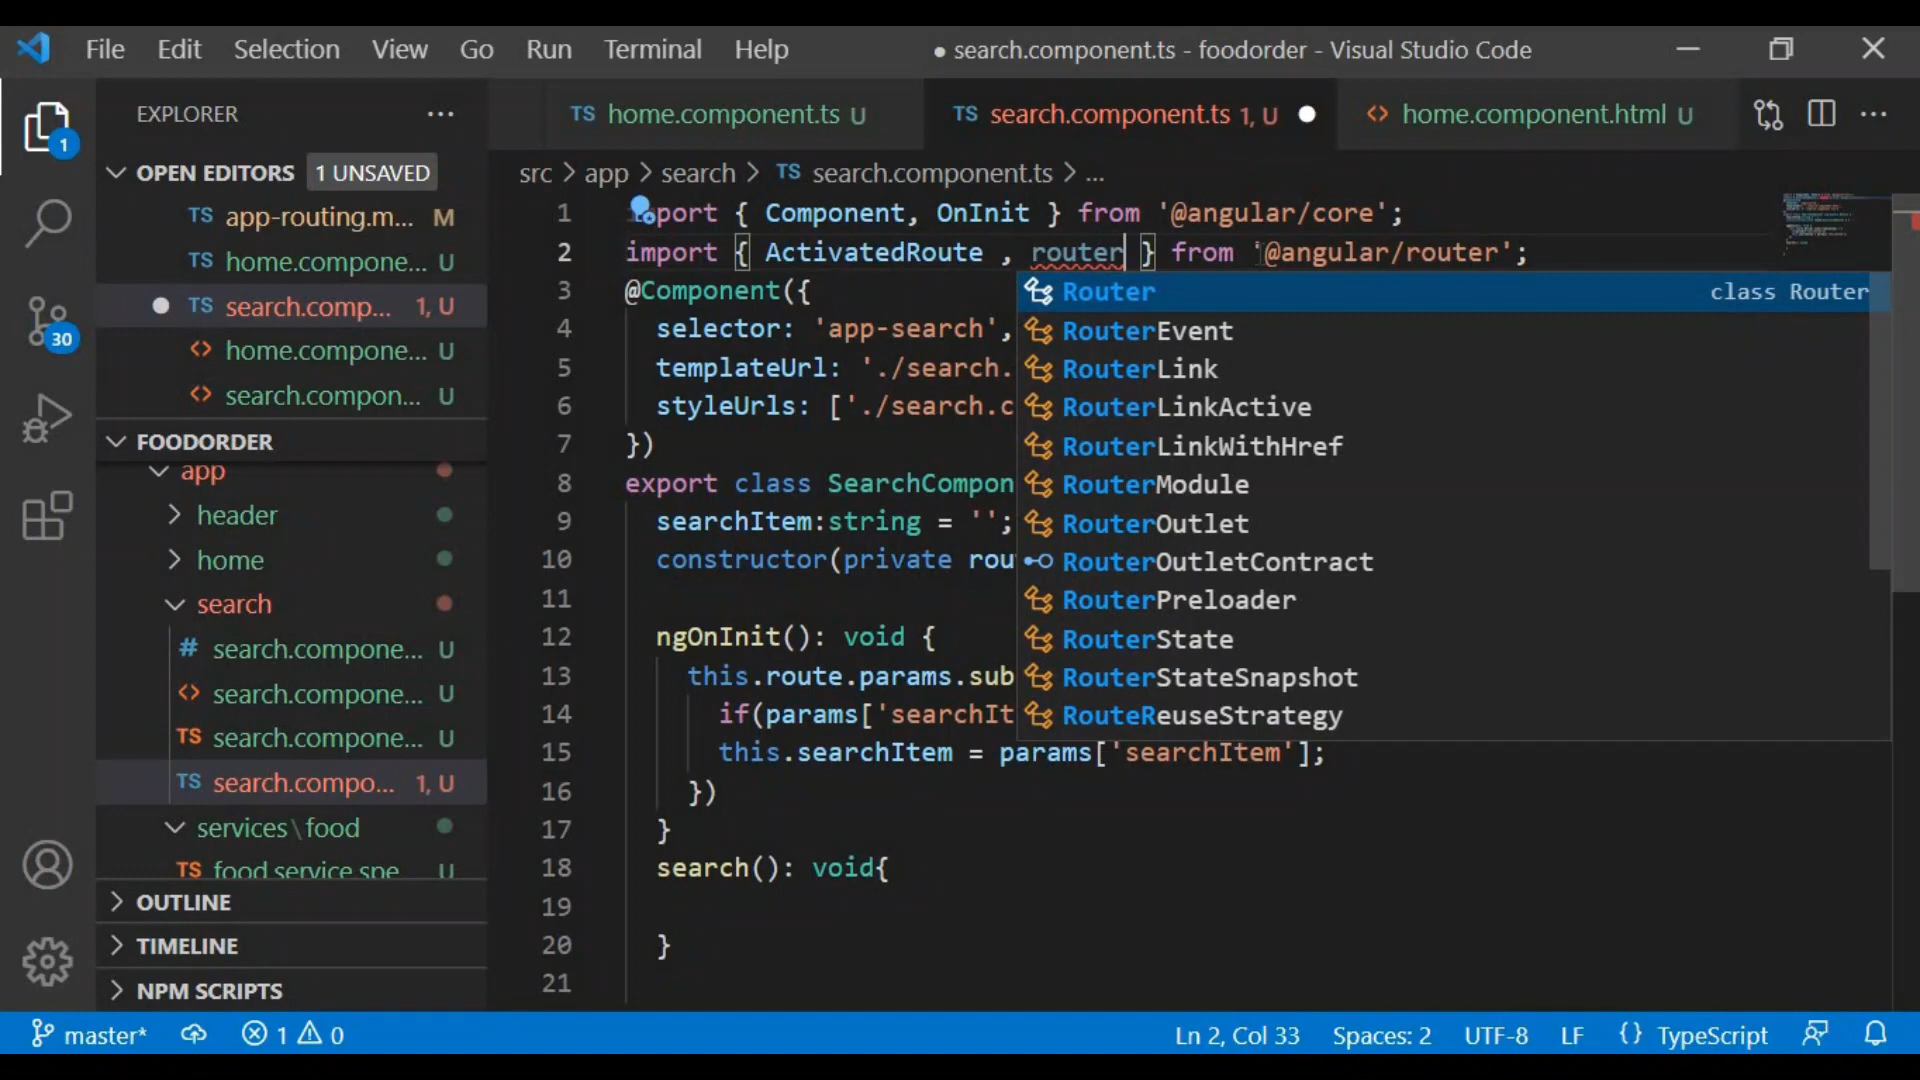 File Edit Selection View Go Run Terminal Help ● search.component.ts - foodorder - Visual Studio Code
EXPLORER ···
TS home.component.ts U
TS search.component.ts 1, U ●
<> home.component.html U
OPEN EDITORS 1 UNSAVED
TS app-routing.m... M
TS home.compone... U
TS search.comp... 1, U
<> home.compone... U
<> search.compon... U
FOODORDER
app
header
home
search
# search.compone... U
<> search.compone... U
TS search.compone... U
TS search.compo... 1, U
services\food
TS food service spe U
OUTLINE
TIMELINE
NPM SCRIPTS
1
30
src > app > search > TS search.component.ts > ...
1 import { Component, OnInit } from '@angular/core';
2 import { ActivatedRoute , router } from '@angular/router';
3 @Component({
4 selector: 'app-search',
5 templateUrl: './search.
6 styleUrls: ['./search.c
7 })
8 export class SearchCompon
9 searchItem:string = '';
10 constructor(private rou
11
12 ngOnInit(): void {
13 this.route.params.sub
14 if(params['searchIt
15 this.searchItem = params['searchItem'];
16 })
17 }
18 search(): void{
19
20 }
21
Router class Router
RouterEvent
RouterLink
RouterLinkActive
RouterLinkWithHref
RouterModule
RouterOutlet
RouterOutletContract
RouterPreloader
RouterState
RouterStateSnapshot
RouteReuseStrategy
master* 1 0 Ln 2, Col 33 Spaces: 2 UTF-8 LF {} TypeScript